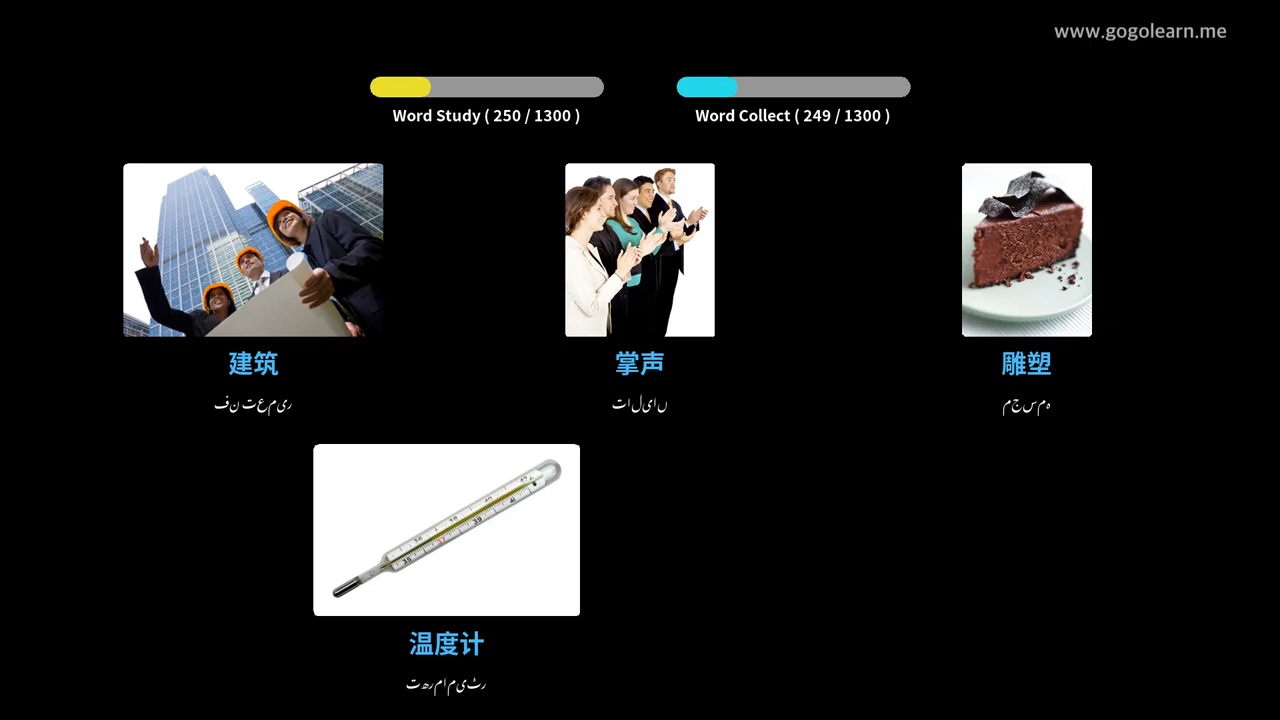 www.gogolearn.me
Word Study ( 250 / 1300 )
Word Collect ( 249 / 1300 )
建筑
فن تعمیر
掌声
تالیاں
雕塑
مجسمہ
温度计
تھرمامیٹر